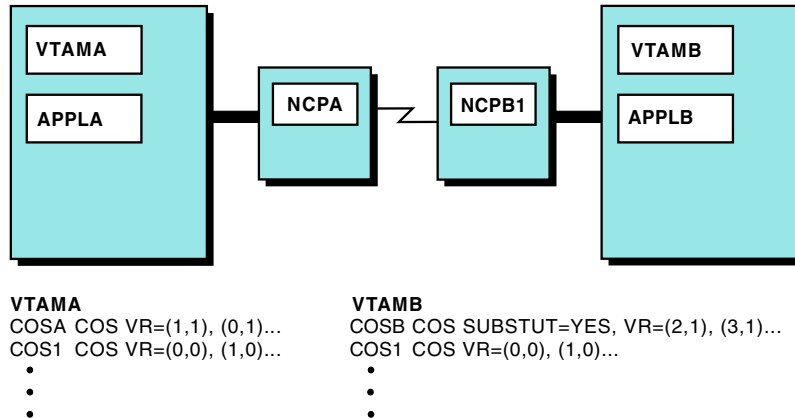 VTAMA
APPLA
NCPA
NCPB1
VTAMB
APPLB
VTAMA
COSA COS VR=(1,1), (0,1)...
COS1 COS VR=(0,0), (1,0)...
VTAMB
COSB COS SUBSTUT=YES, VR=(2,1), (3,1)...
COS1 COS VR=(0,0), (1,0)...